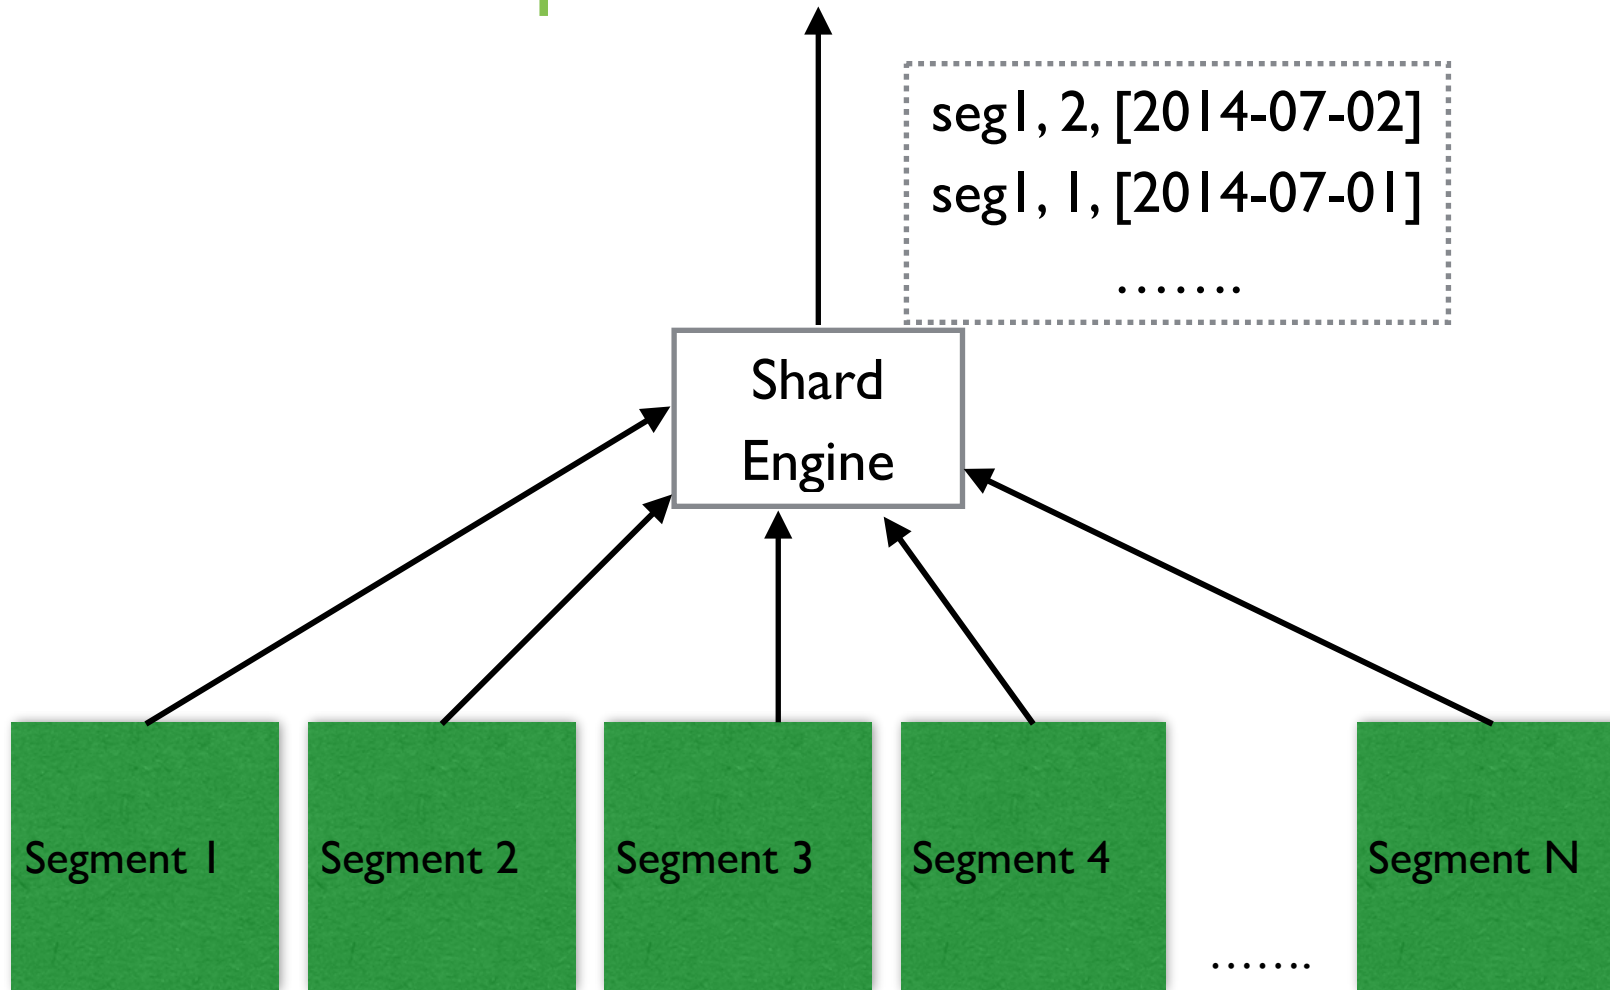 seg1, 2, [2014-07-02]
seg1, 1, [2014-07-01]
.......
Shard
Engine
Segment 1
Segment 2
Segment 3
Segment 4
.......
Segment N